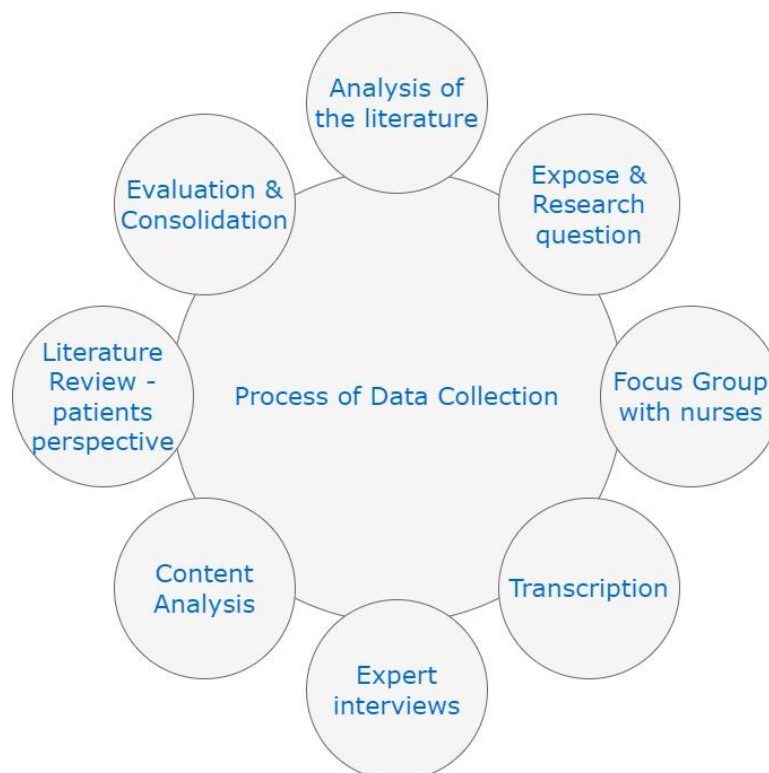 Analysis of
the literature
Expose &
Research
question
Focus Group
with nurses
Transcription
Expert
interviews
Content
Analysis
Literature
Review -
patients
perspective
Evaluation &
Consolidation
Process of Data Collection